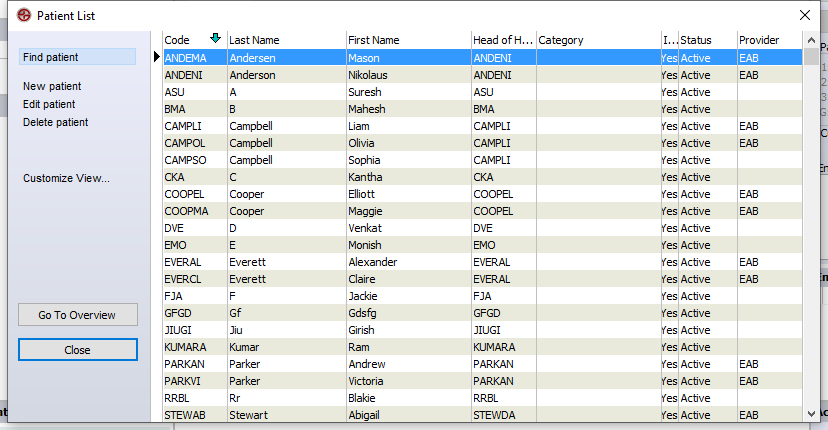 Patient List
Find patient
New patient
Edit patient
Delete patient
Customize View...
Go To Overview
Close
Code Last Name First Name Head of H... Category I... Status Provider
ANDEMA Andersen Mason ANDENI Yes Active EAB
ANDENI Anderson Nikolaus ANDENI Yes Active EAB
ASU A Suresh ASU Yes Active
BMA B Mahesh BMA Yes Active
CAMPLI Campbell Liam CAMPLI Yes Active EAB
CAMPOL Campbell Olivia CAMPLI Yes Active EAB
CAMPSO Campbell Sophia CAMPLI Yes Active
CKA C Kantha CKA Yes Active
COOPEL Cooper Elliott COOPEL Yes Active EAB
COOPMA Cooper Maggie COOPEL Yes Active EAB
DVE D Venkat DVE Yes Active
EMO E Monish EMO Yes Active
EVERAL Everett Alexander EVERAL Yes Active EAB
EVERCL Everett Claire EVERAL Yes Active EAB
FJA F Jackie FJA Yes Active
GFGD Gf Gdsfg GFGD Yes Active
JIUGI Jiu Girish JIUGI Yes Active
KUMARA Kumar Ram KUMARA Yes Active
PARKAN Parker Andrew PARKAN Yes Active EAB
PARKVI Parker Victoria PARKAN Yes Active EAB
RRBL Rr Blakie RRBL Yes Active
STEWAB Stewart Abigail STEWDA Yes Active EAB